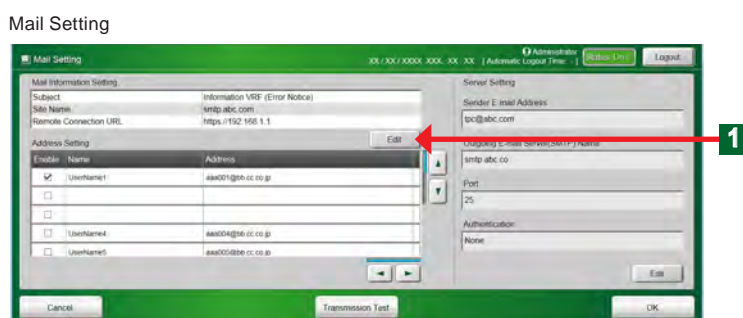 Mail Setting
Mail Setting XX / XX / XXXX XXX. XX XX | Automatic Logout Time: - | Administrator Status Only Logout
Mail Information Setting
Subject Information VRF (Error Notice)
Site Name smtp.abc.com
Remote Connection URL https://192.168.1.1
Address Setting Edit
Enable Name Address
UserName1 aaa001@bb.cc.co.jp
UserName4 aaa004@bb.cc.co.jp
UserName5 aaa005@bb.cc.co.jp
Server Setting
Sender E-mail Address
tpc@abc.com
Outgoing E-mail Server(SMTP) Name
smtp.abc.co
Port
25
Authentication
None
Edit
Cancel Transmission Test OK
1